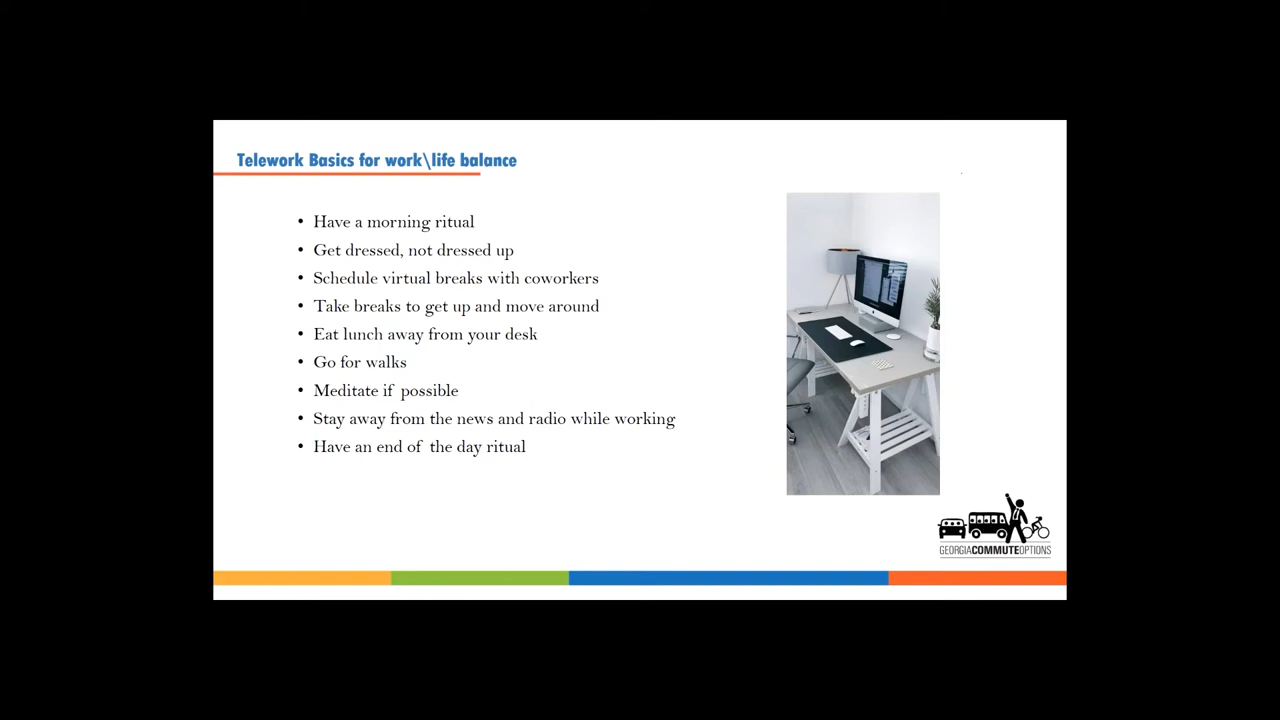 Telework Basics for work\life balance
• Have a morning ritual
• Get dressed, not dressed up
• Schedule virtual breaks with coworkers
• Take breaks to get up and move around
• Eat lunch away from your desk
• Go for walks
• Meditate if possible
• Stay away from the news and radio while working
• Have an end of the day ritual
GEORGIACOMMUTEOPTIONS